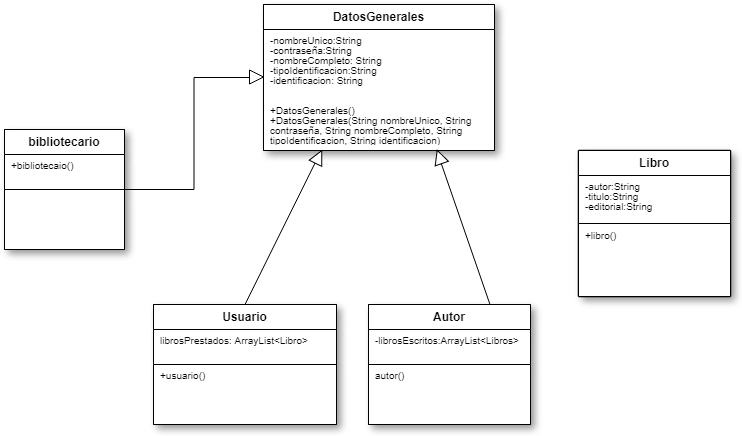 DatosGenerales
-nombreUnico:String
-contraseña:String
-nombreCompleto: String
-tipoIdentificacion:String
-identificacion: String
+DatosGenerales()
+DatosGenerales(String nombreUnico, String
contraseña, String nombreCompleto, String
tipoIdentificacion, String identificacion)
bibliotecario
+bibliotecaio()
Libro
-autor:String
-titulo:String
-editorial:String
+libro()
Usuario
librosPrestados: ArrayList<Libro>
+usuario()
Autor
-librosEscritos:ArrayList<Libros>
autor()